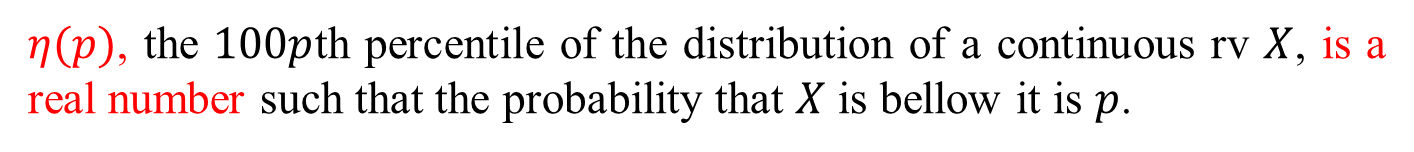 η(p), the 100pth percentile of the distribution of a continuous rv X, is a
real number such that the probability that X is bellow it is p.